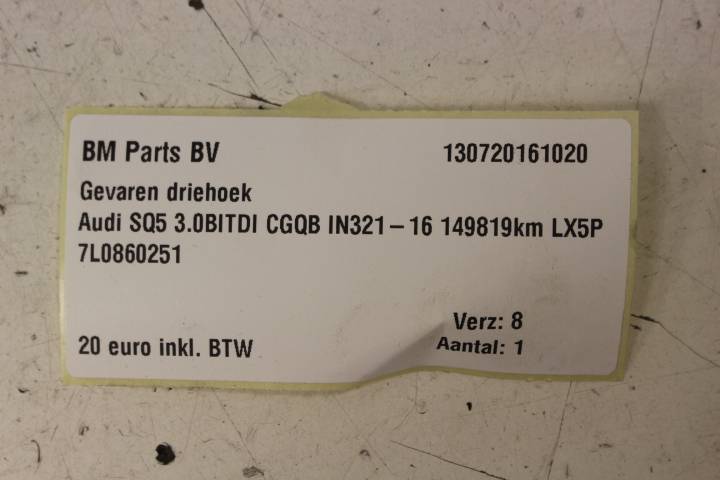 BM Parts BV 130720161020
Gevaren driehoek
Audi SQ5 3.0BITDI CGQB IN321-16 149819km LX5P
7L0860251
Verz: 8
20 euro inkl. BTW Aantal: 1